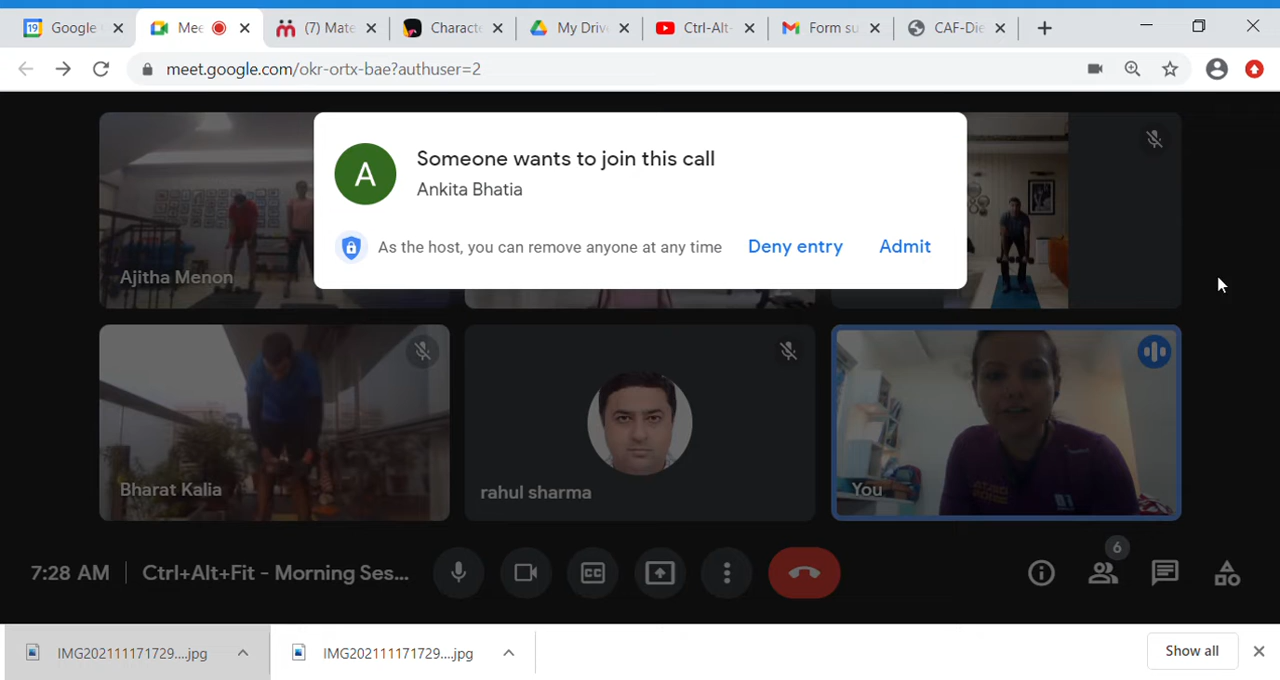 19 Google
Mee
(7) Mate
Characte
My Driv
Ctrl-Alt-
Form su
CAF-Die
meet.google.com/okr-ortx-bae?authuser=2
A
Someone wants to join this call
Ankita Bhatia
As the host, you can remove anyone at any time
Deny entry
Admit
Ajitha Menon
Bharat Kalia
rahul sharma
You
7:28 AM
Ctrl+Alt+Fit - Morning Ses...
CC
6
IMG202111171729....jpg
IMG202111171729....jpg
Show all